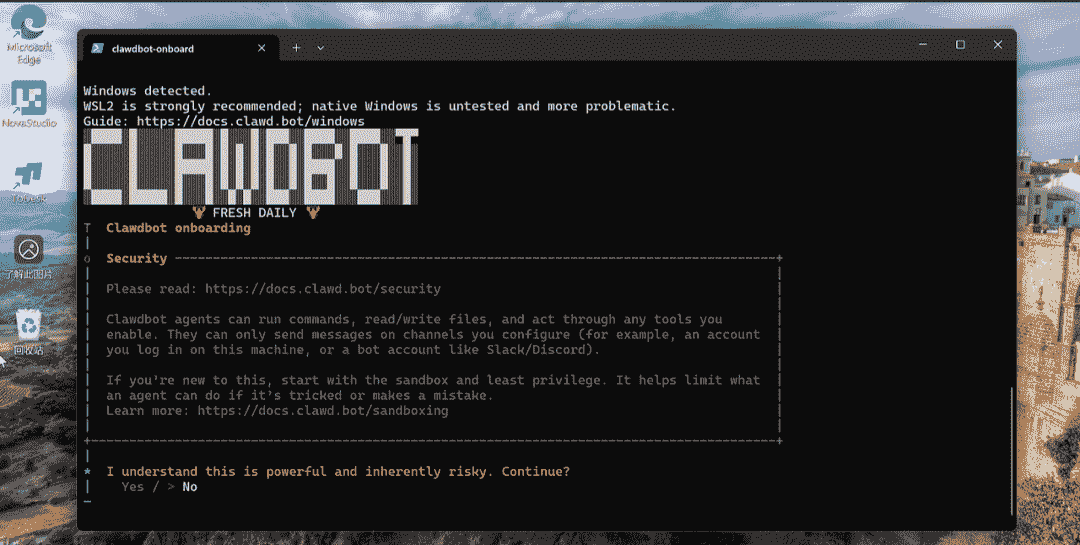 Microsoft
Edge
NovaStudio
ToDesk
了解此图片
回收站
clawdbot-onboard
Windows detected.
WSL2 is strongly recommended; native Windows is untested and more problematic.
Guide: https://docs.clawd.bot/windows
CLAWDBOT
FRESH DAILY
Clawdbot onboarding
Security
Please read: https://docs.clawd.bot/security
Clawdbot agents can run commands, read/write files, and act through any tools you
enable. They can only send messages on channels you configure (for example, an account
you log in on this machine, or a bot account like Slack/Discord).
If you're new to this, start with the sandbox and least privilege. It helps limit what
an agent can do if it's tricked or makes a mistake.
Learn more: https://docs.clawd.bot/sandboxing
I understand this is powerful and inherently risky. Continue?
Yes / > No